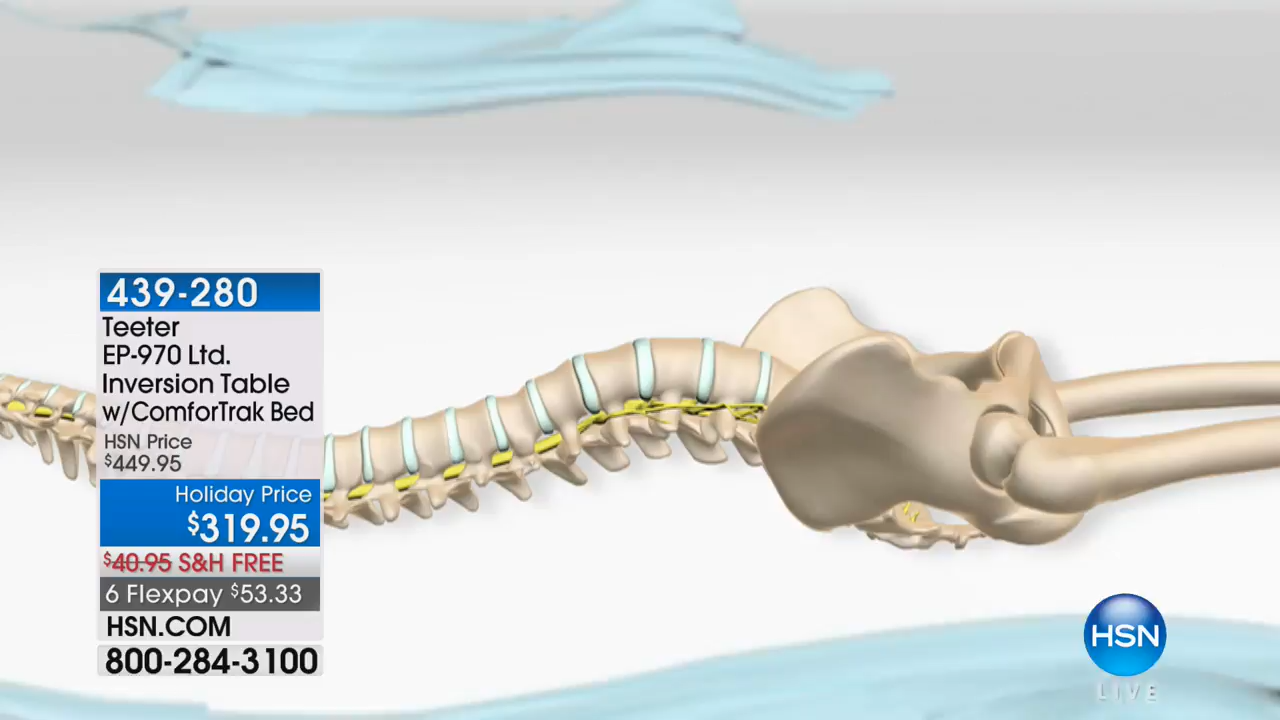 439-280
Teeter
EP-970 Ltd.
Inversion Table
w/ComforTrak Bed
HSN Price
$449.95
Holiday Price
$319.95
$40.95 S&H FREE
6 Flexpay $53.33
HSN.COM
800-284-3100
HSN
LIVE